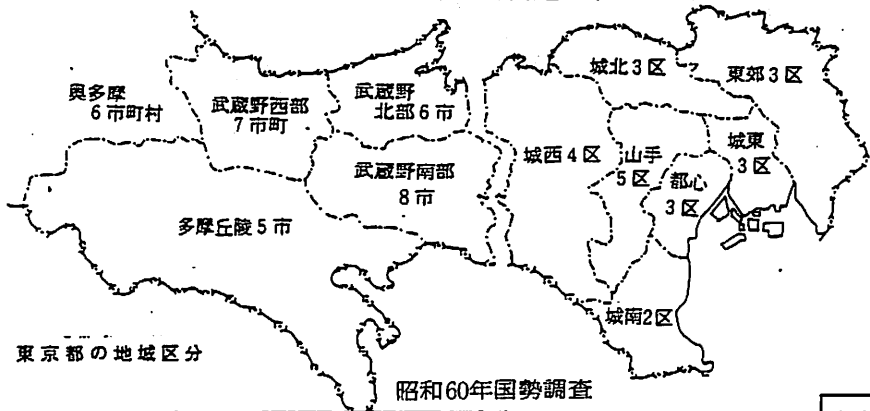 奥多摩
6市町村
武蔵野西部
7市町
武蔵野
北部6市
武蔵野南部
8市
多摩丘陵5市
城西4区
城北3区
東郊3区
山手
5区
城東
3区
都心
3区
城南2区
東京都の地域区分
昭和60年国勢調査